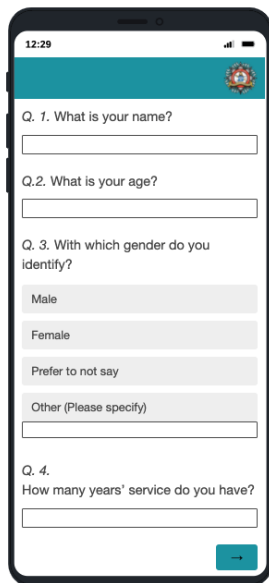 12:29
Q. 1. What is your name?
Q.2. What is your age?
Q. 3. With which gender do you
identify?
Male
Female
Prefer to not say
Other (Please specify)
Q. 4.
How many years' service do you have?
→